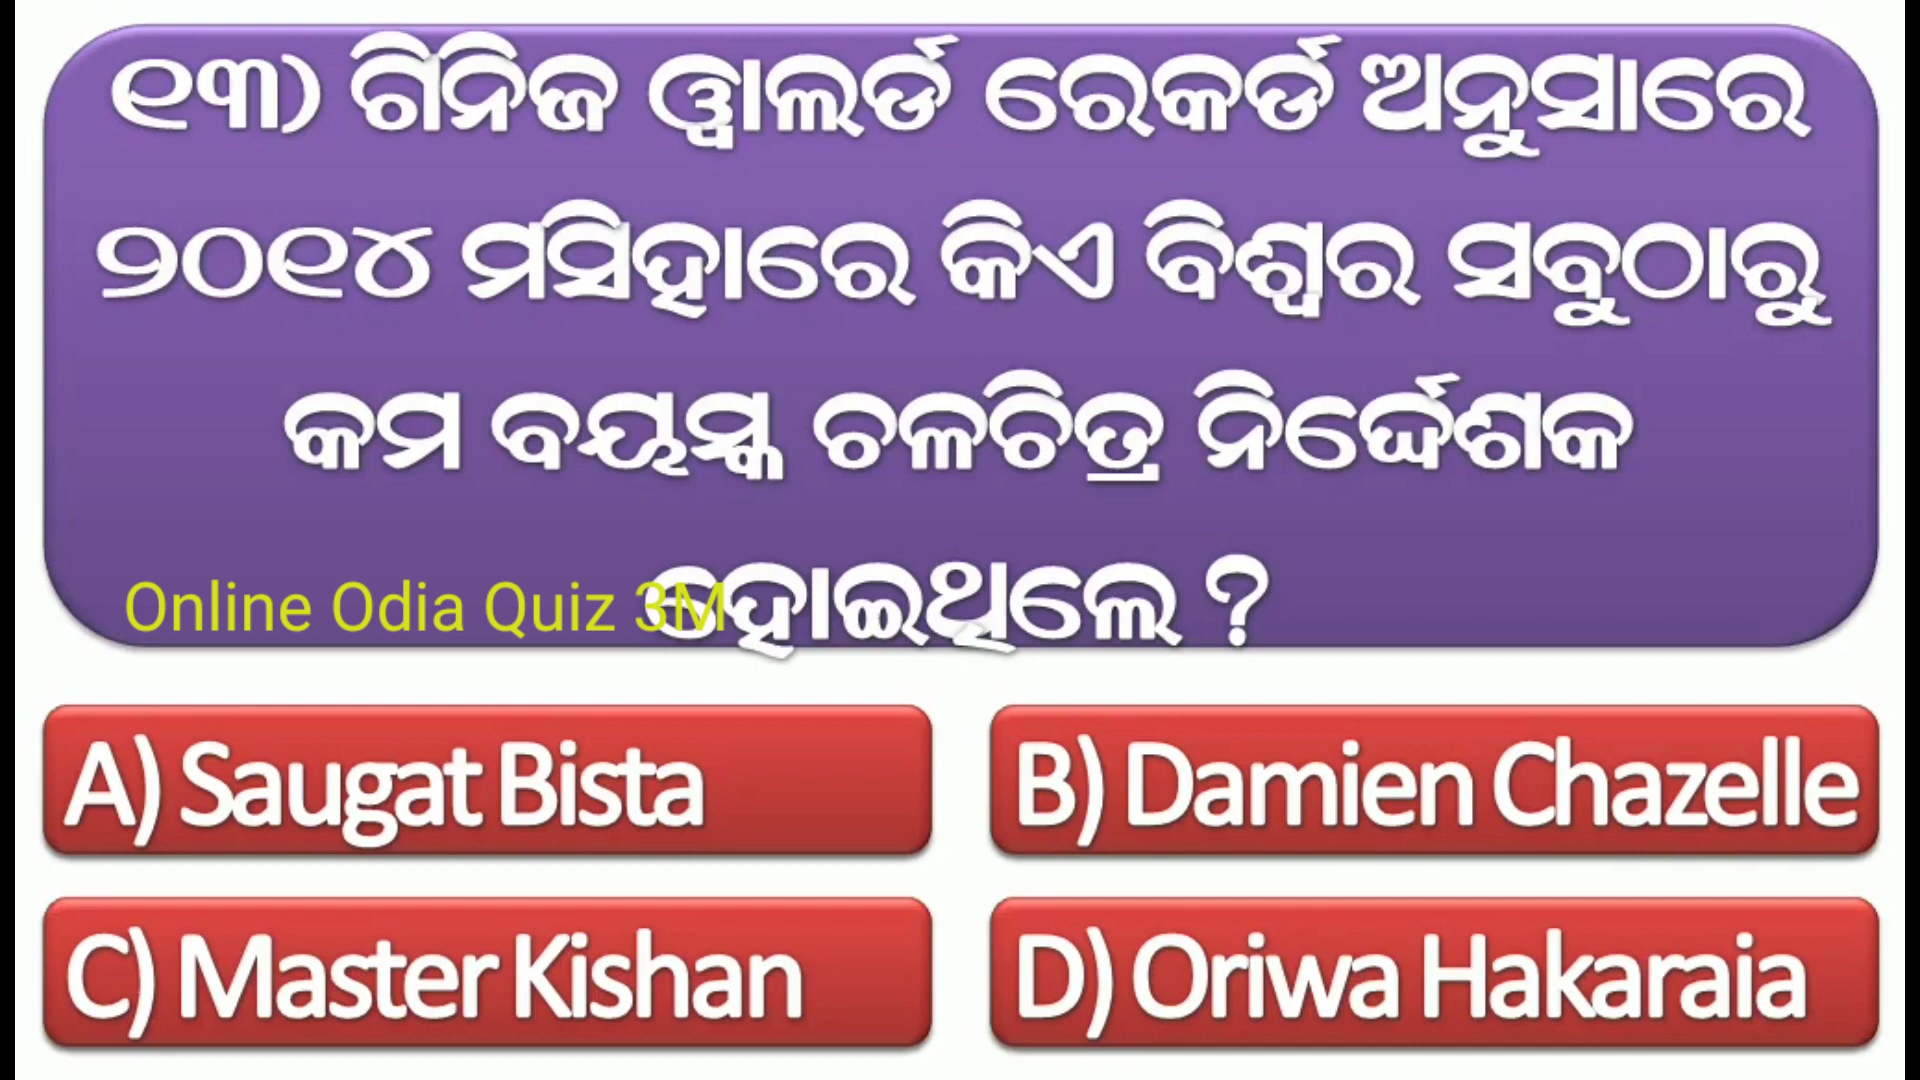 ୧୩) ଗିନିଜ ୱାଲର୍ଡ ରେକର୍ଡ ଅନୁସାରେ
୨୦୧୪ ମସିହାରେ କିଏ ବିଶ୍ୱର ସବୁଠାରୁ
କମ ବୟସ୍କ ଚଳଚିତ୍ର ନିର୍ଦ୍ଦେଶକ
ହୋଇଥିଲେ ?
Online Odia Quiz 3M
A) Saugat Bista
B) Damien Chazelle
C) Master Kishan
D) Oriwa Hakaraia